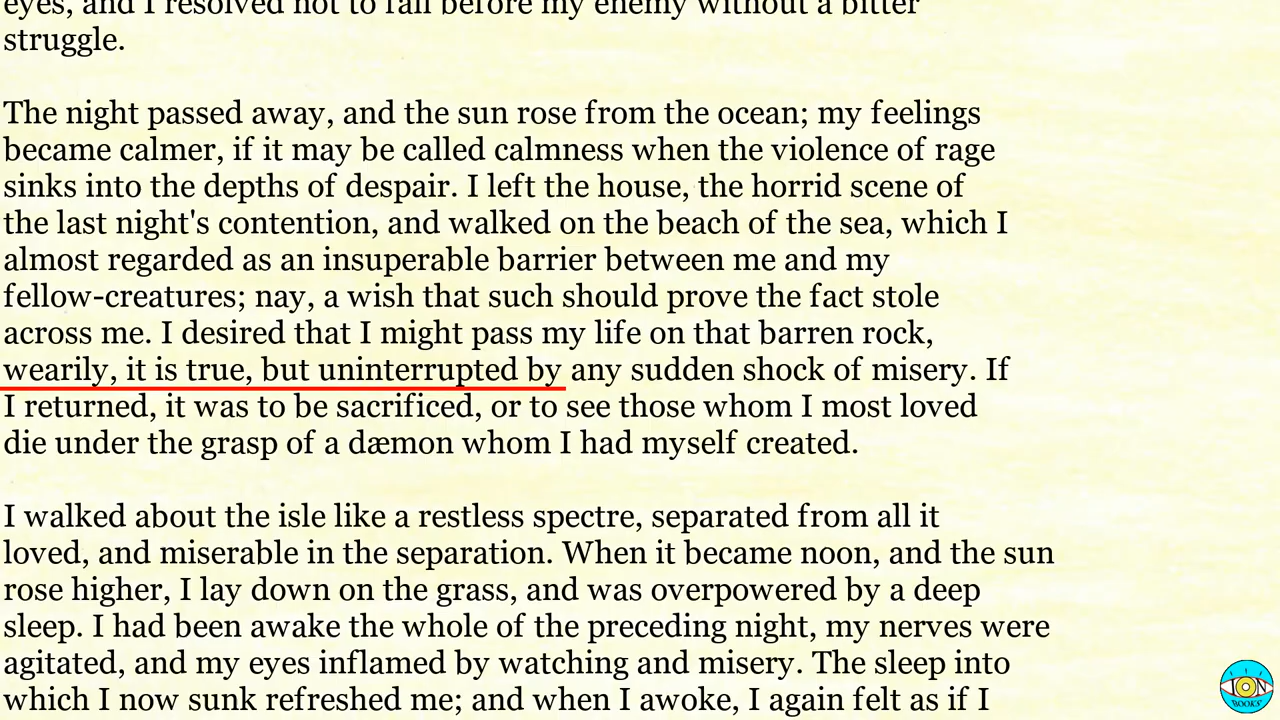 eyes, and I resolved not to fall before my enemy without a bitter
struggle.
The night passed away, and the sun rose from the ocean; my feelings
became calmer, if it may be called calmness when the violence of rage
sinks into the depths of despair. I left the house, the horrid scene of
the last night's contention, and walked on the beach of the sea, which I
almost regarded as an insuperable barrier between me and my
fellow-creatures; nay, a wish that such should prove the fact stole
across me. I desired that I might pass my life on that barren rock,
wearily, it is true, but uninterrupted by any sudden shock of misery. If
I returned, it was to be sacrificed, or to see those whom I most loved
die under the grasp of a dæmon whom I had myself created.
I walked about the isle like a restless spectre, separated from all it
loved, and miserable in the separation. When it became noon, and the sun
rose higher, I lay down on the grass, and was overpowered by a deep
sleep. I had been awake the whole of the preceding night, my nerves were
agitated, and my eyes inflamed by watching and misery. The sleep into
which I now sunk refreshed me; and when I awoke, I again felt as if I
ION
BOOKS